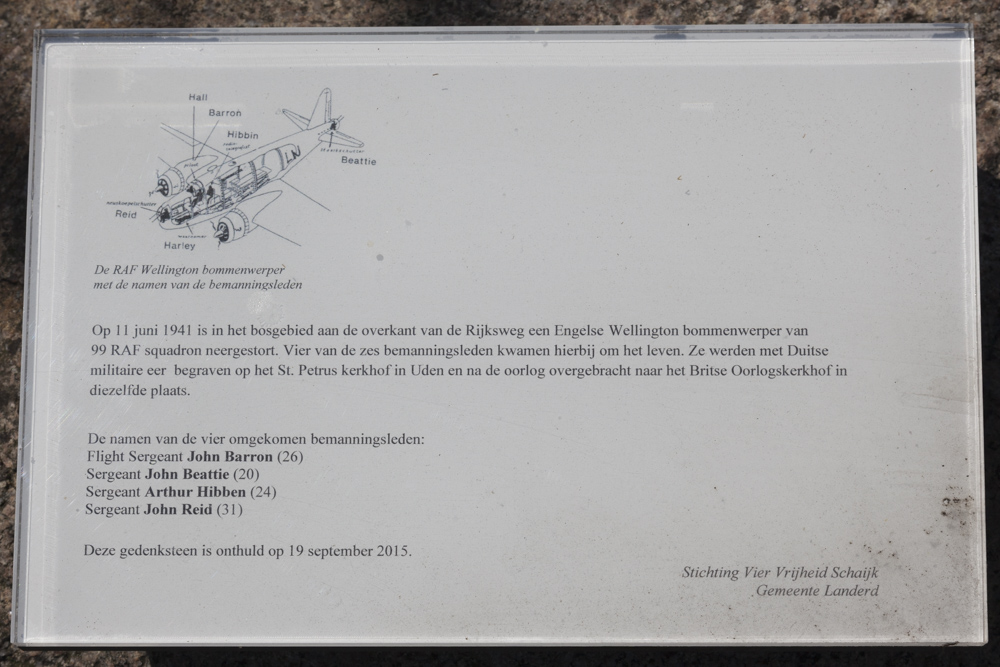 Hall
Barron
Hibbin
Beattie
Reid
Harley
LN
De RAF Wellington bommenwerper
met de namen van de bemanningsleden
Op 11 juni 1941 is in het bosgebied aan de overkant van de Rijksweg een Engelse Wellington bommenwerper van
99 RAF squadron neergestort. Vier van de zes bemanningsleden kwamen hierbij om het leven. Ze werden met Duitse
militaire eer begraven op het St. Petrus kerkhof in Uden en na de oorlog overgebracht naar het Britse Oorlogskerkhof in
diezelfde plaats.
De namen van de vier omgekomen bemanningsleden:
Flight Sergeant John Barron (26)
Sergeant John Beattie (20)
Sergeant Arthur Hibben (24)
Sergeant John Reid (31)
Deze gedenksteen is onthuld op 19 september 2015.
Stichting Vier Vrijheid Schaijk
Gemeente Landerd